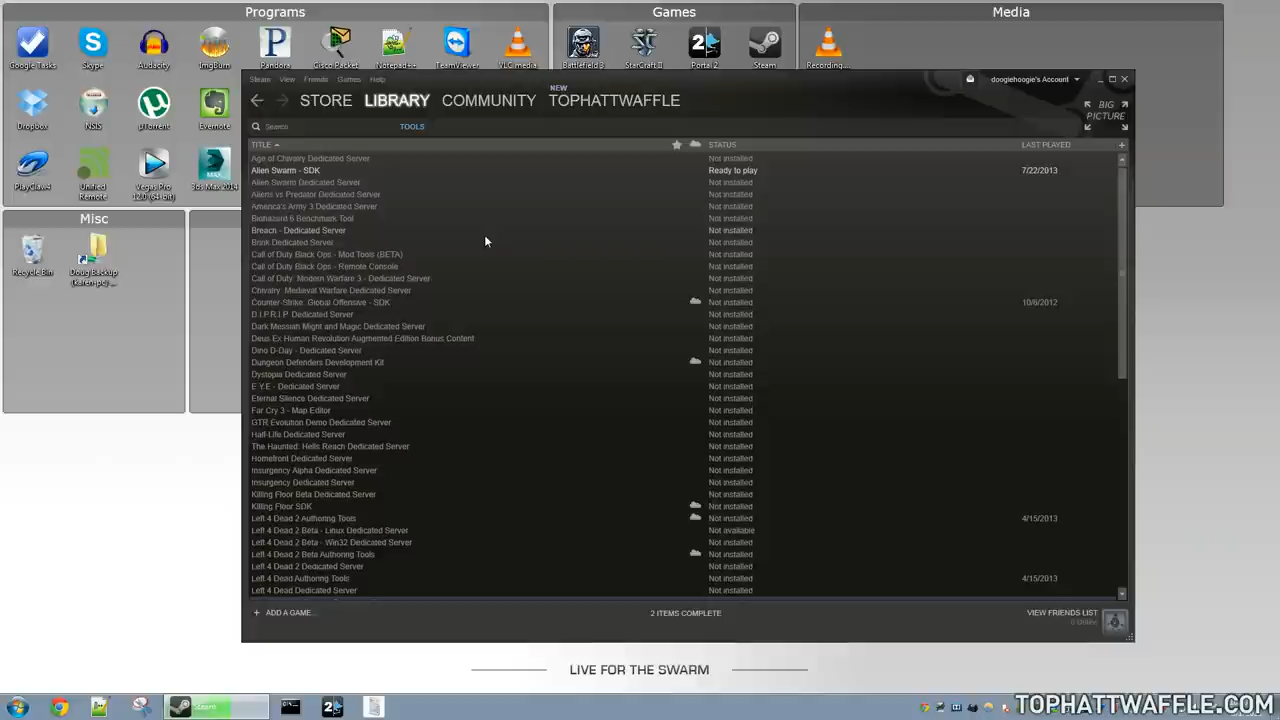 Programs
Games
Media
Google Tasks
Skype
Audacity
ImgBurn
Pandora
Cisco Packet
Notepad++
TeamViewer
VLC media
Battlefield 3
StarCraft II
Portal 2
Steam
Recording...
Dropbox
NSIS
µTorrent
Evernote
PlayClaw4
Unified Remote
Vegas Pro 12.0 (64-bit)
3ds Max 2014
Misc
Recycle Bin
Doug Backup (karen-pc) ...
Steam View Friends Games Help
doogiehoogie's Account
STORE LIBRARY COMMUNITY NEW TOPHATTWAFFLE
BIG PICTURE
Search
TOOLS
TITLE STATUS LAST PLAYED
Age of Chivalry Dedicated Server Not installed
Alien Swarm - SDK Ready to play 7/22/2013
Alien Swarm Dedicated Server Not installed
Aliens vs Predator Dedicated Server Not installed
America's Army 3 Dedicated Server Not installed
Biohazard 6 Benchmark Tool Not installed
Breach - Dedicated Server Not installed
Brink Dedicated Server Not installed
Call of Duty Black Ops - Mod Tools (BETA) Not installed
Call of Duty Black Ops - Remote Console Not installed
Call of Duty: Modern Warfare 3 - Dedicated Server Not installed
Chivalry: Medieval Warfare Dedicated Server Not installed
Counter-Strike: Global Offensive - SDK Not installed 10/6/2012
D.I.P.R.I.P. Dedicated Server Not installed
Dark Messiah Might and Magic Dedicated Server Not installed
Deus Ex Human Revolution Augmented Edition Bonus Content Not installed
Dino D-Day - Dedicated Server Not installed
Dungeon Defenders Development Kit Not installed
Dystopia Dedicated Server Not installed
E.Y.E - Dedicated Server Not installed
Eternal Silence Dedicated Server Not installed
Far Cry 3 - Map Editor Not installed
GTR Evolution Demo Dedicated Server Not installed
Half-Life Dedicated Server Not installed
The Haunted: Hells Reach Dedicated Server Not installed
Homefront Dedicated Server Not installed
Insurgency Alpha Dedicated Server Not installed
Insurgency Dedicated Server Not installed
Killing Floor Beta Dedicated Server Not installed
Killing Floor SDK Not installed
Left 4 Dead 2 Authoring Tools Not installed 4/15/2013
Left 4 Dead 2 Beta - Linux Dedicated Server Not available
Left 4 Dead 2 Beta - Win32 Dedicated Server Not installed
Left 4 Dead 2 Beta Authoring Tools Not installed
Left 4 Dead 2 Dedicated Server Not installed
Left 4 Dead Authoring Tools Not installed 4/15/2013
Left 4 Dead Dedicated Server Not installed
+ ADD A GAME...
2 ITEMS COMPLETE
VIEW FRIENDS LIST
0 Online
LIVE FOR THE SWARM
Steam
TOPHATTWAFFLE.COM